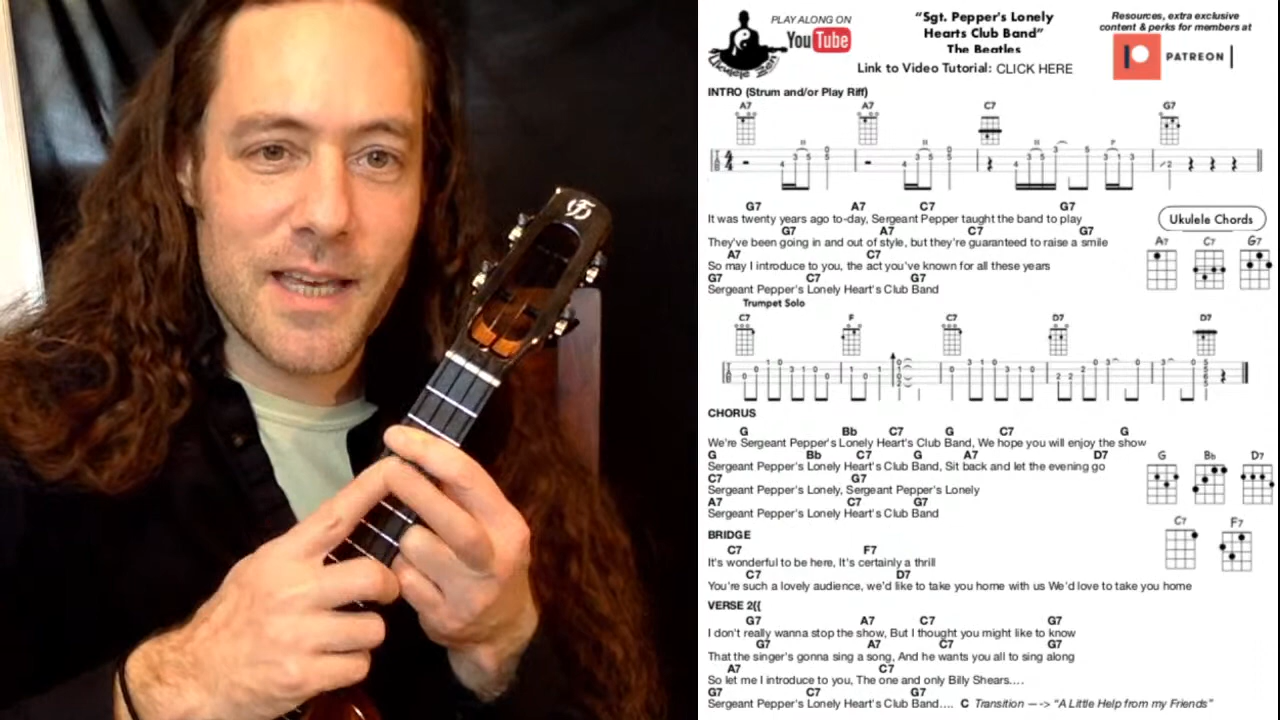 PLAY ALONG ON
YouTube
Ukulele Zen
"Sgt. Pepper's Lonely
Hearts Club Band"
The Beatles
Link to Video Tutorial: CLICK HERE
Resources, extra exclusive
content & perks for members at
PATREON
INTRO (Strum and/or Play Riff)
A7 A7 C7 G7
G7 A7 C7 G7
It was twenty years ago to-day, Sergeant Pepper taught the band to play
G7 A7 C7 G7
They've been going in and out of style, but they're guaranteed to raise a smile
A7 C7
So may I introduce to you, the act you've known for all these years
G7 C7 G7
Sergeant Pepper's Lonely Heart's Club Band
Ukulele Chords
A7 C7 G7
Trumpet Solo
C7 F C7 D7 D7
CHORUS
G Bb C7 G C7 G
We're Sergeant Pepper's Lonely Heart's Club Band, We hope you will enjoy the show
G Bb C7 G A7 D7
Sergeant Pepper's Lonely Heart's Club Band, Sit back and let the evening go
C7 G7
Sergeant Pepper's Lonely, Sergeant Pepper's Lonely
A7 C7 G7
Sergeant Pepper's Lonely Heart's Club Band
G Bb D7
C7 F7
BRIDGE
C7 F7
It's wonderful to be here, It's certainly a thrill
C7 D7
You're such a lovely audience, we'd like to take you home with us We'd love to take you home
VERSE 2{{
G7 A7 C7 G7
I don't really wanna stop the show, But I thought you might like to know
G7 A7 C7 G7
That the singer's gonna sing a song, And he wants you all to sing along
A7 C7
So let me I introduce to you, The one and only Billy Shears....
G7 C7 G7
Sergeant Pepper's Lonely Heart's Club Band.... C Transition —-> "A Little Help from my Friends"